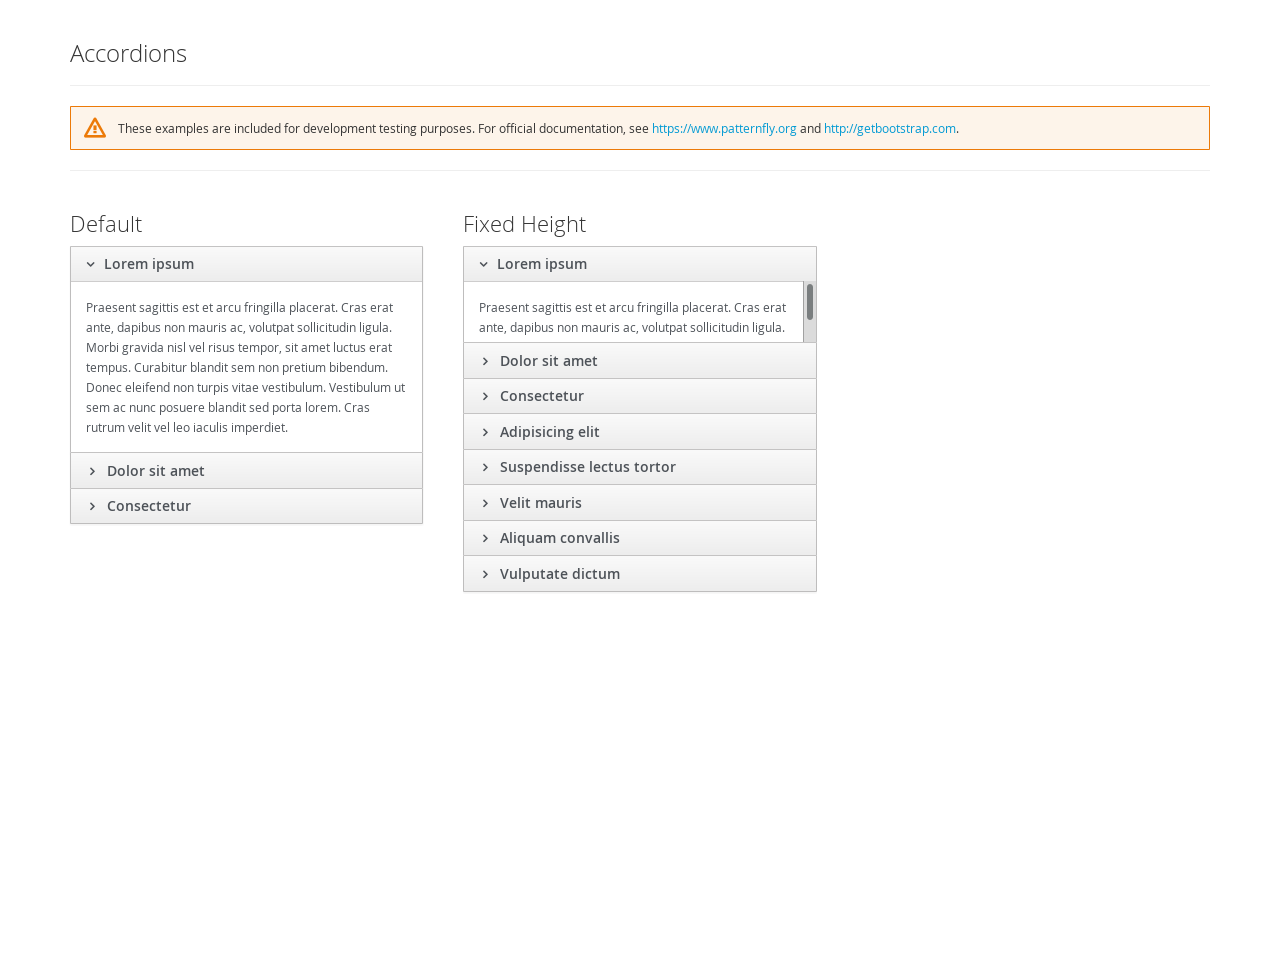 Accordions
These examples are included for development testing purposes. For official documentation, see https://www.patternfly.org and http://getbootstrap.com.
Default
Lorem ipsum
Praesent sagittis est et arcu fringilla placerat. Cras erat
ante, dapibus non mauris ac, volutpat sollicitudin ligula.
Morbi gravida nisl vel risus tempor, sit amet luctus erat
tempus. Curabitur blandit sem non pretium bibendum.
Donec eleifend non turpis vitae vestibulum. Vestibulum ut
sem ac nunc posuere blandit sed porta lorem. Cras
rutrum velit vel leo iaculis imperdiet.
Dolor sit amet
Consectetur
Fixed Height
Lorem ipsum
Praesent sagittis est et arcu fringilla placerat. Cras erat
ante, dapibus non mauris ac, volutpat sollicitudin ligula.
Dolor sit amet
Consectetur
Adipisicing elit
Suspendisse lectus tortor
Velit mauris
Aliquam convallis
Vulputate dictum